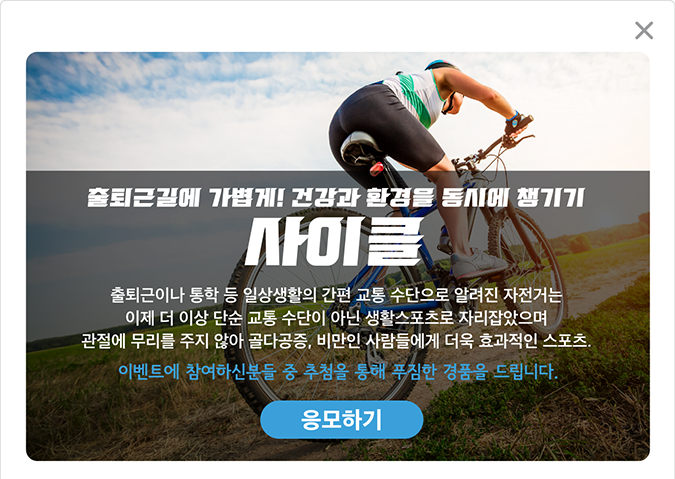 출퇴근길에 가볍게! 건강과 환경을 동시에 챙기기
사이클
출퇴근이나 통학 등 일상생활의 간편 교통 수단으로 알려진 자전거는
이제 더 이상 단순 교통 수단이 아닌 생활스포츠로 자리잡았으며
관절에 무리를 주지 않아 골다공증, 비만인 사람들에게 더욱 효과적인 스포츠.
이벤트에 참여하신분들 중 추첨을 통해 푸짐한 경품을 드립니다.
응모하기